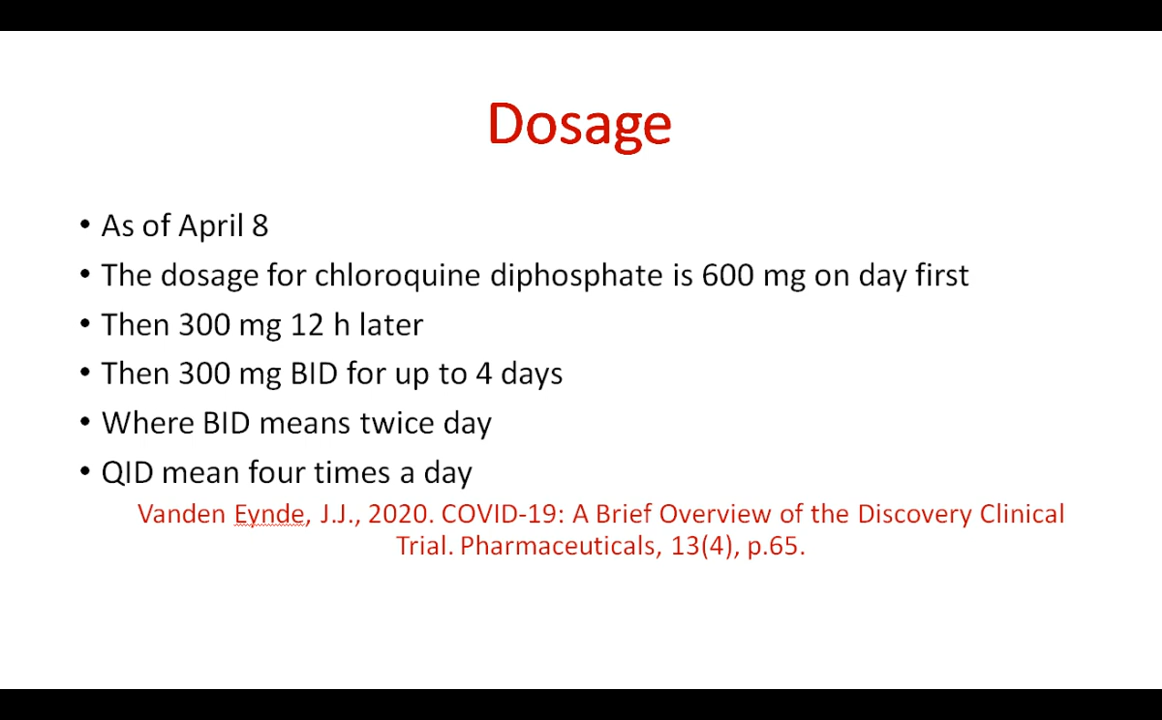 Dosage
• As of April 8
• The dosage for chloroquine diphosphate is 600 mg on day first
• Then 300 mg 12 h later
• Then 300 mg BID for up to 4 days
• Where BID means twice day
• QID mean four times a day
Vanden Eynde, J.J., 2020. COVID-19: A Brief Overview of the Discovery Clinical
Trial. Pharmaceuticals, 13(4), p.65.